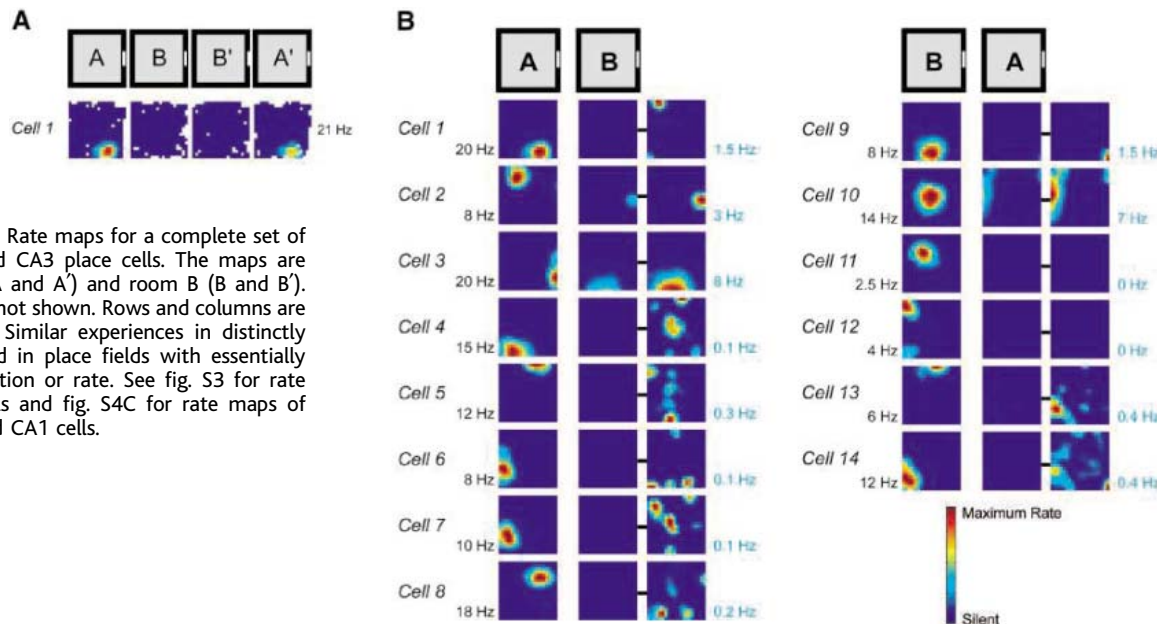 A
A B B' A'
Cell 1 21 Hz
Rate maps for a complete set of
d CA3 place cells. The maps are
A and A′) and room B (B and B′).
not shown. Rows and columns are
Similar experiences in distinctly
d in place fields with essentially
tion or rate. See fig. S3 for rate
ls and fig. S4C for rate maps of
d CA1 cells.
B
A B
Cell 1 20 Hz 1.5 Hz
Cell 2 8 Hz 3 Hz
Cell 3 20 Hz 8 Hz
Cell 4 15 Hz 0.1 Hz
Cell 5 12 Hz 0.3 Hz
Cell 6 8 Hz 0.1 Hz
Cell 7 10 Hz 0.1 Hz
Cell 8 18 Hz 0.2 Hz
B A
Cell 9 8 Hz 1.5 Hz
Cell 10 14 Hz 7 Hz
Cell 11 2.5 Hz 0 Hz
Cell 12 4 Hz 0 Hz
Cell 13 6 Hz 0.4 Hz
Cell 14 12 Hz 0.4 Hz
Maximum Rate
Silent